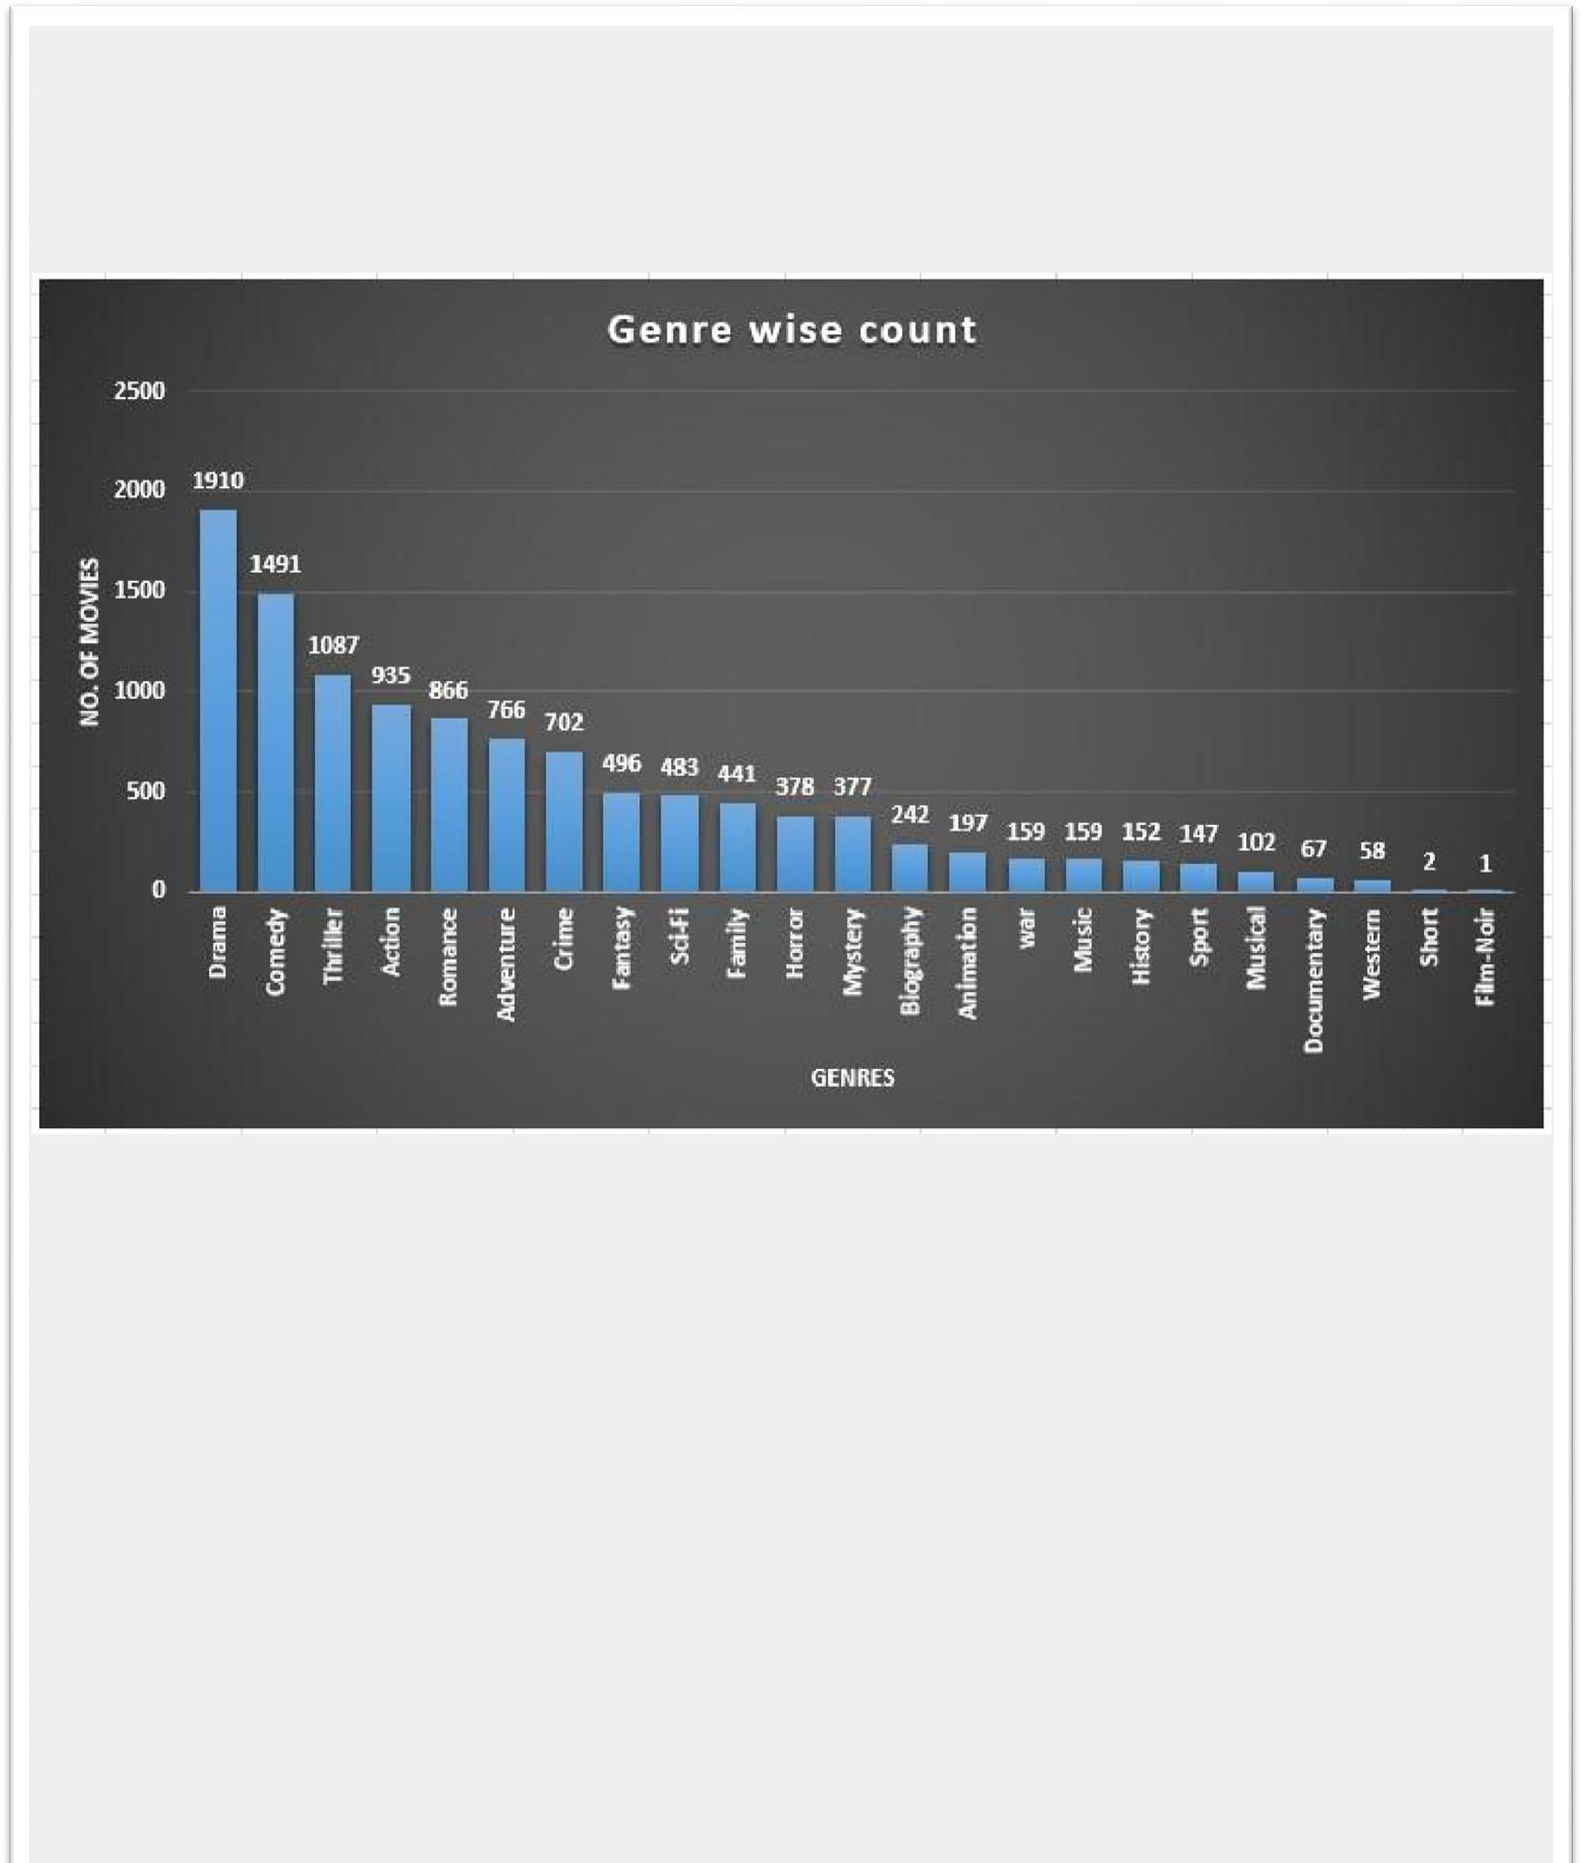 Genre wise count
2500
2000
1500
1000
500
0
NO. OF MOVIES
1910
1491
1087
935
866
766
702
496
483
441
378
377
242
197
159
159
152
147
102
67
58
2
1
Drama
Comedy
Thriller
Action
Romance
Adventure
Crime
Fantasy
Sci-Fi
Family
Horror
Mystery
Biography
Animation
war
Music
History
Sport
Musical
Documentary
Western
Short
Film-Noir
GENRES